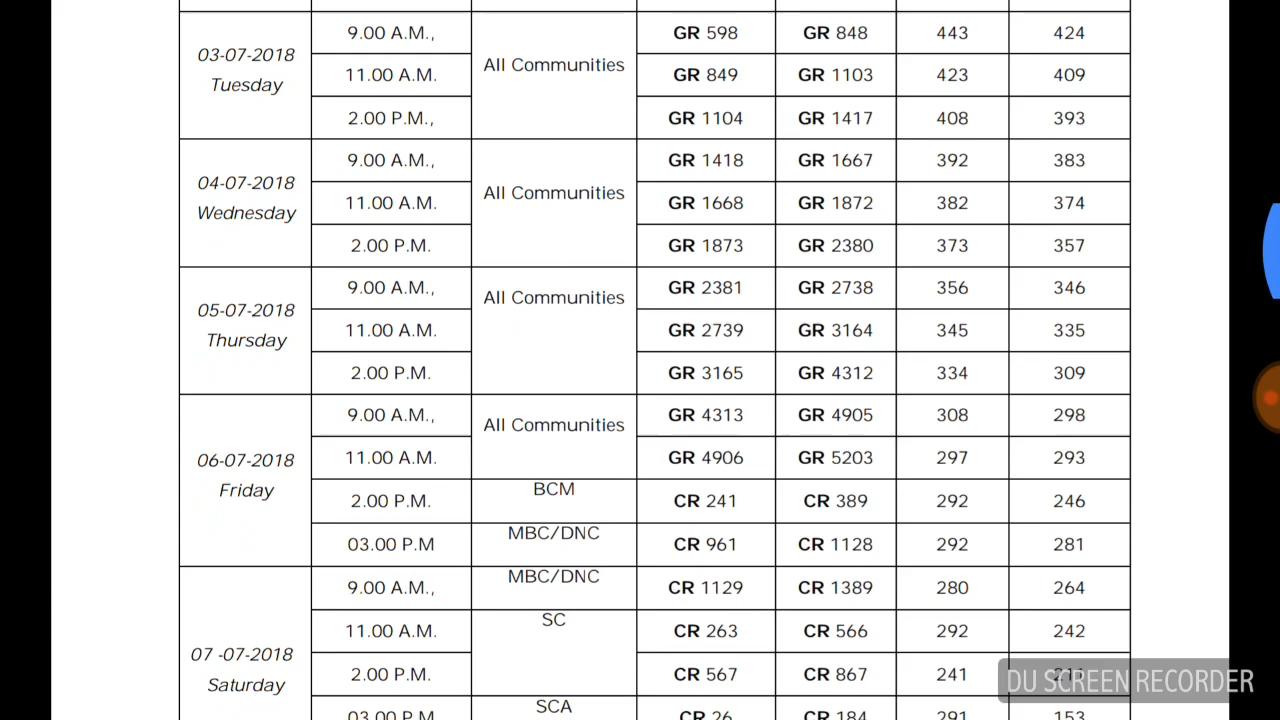 03-07-2018 Tuesday 9.00 A.M., All Communities GR 598 GR 848 443 424
11.00 A.M. GR 849 GR 1103 423 409
2.00 P.M., GR 1104 GR 1417 408 393
04-07-2018 Wednesday 9.00 A.M., All Communities GR 1418 GR 1667 392 383
11.00 A.M. GR 1668 GR 1872 382 374
2.00 P.M. GR 1873 GR 2380 373 357
05-07-2018 Thursday 9.00 A.M., All Communities GR 2381 GR 2738 356 346
11.00 A.M. GR 2739 GR 3164 345 335
2.00 P.M. GR 3165 GR 4312 334 309
06-07-2018 Friday 9.00 A.M., All Communities GR 4313 GR 4905 308 298
11.00 A.M. GR 4906 GR 5203 297 293
2.00 P.M. BCM CR 241 CR 389 292 246
03.00 P.M MBC/DNC CR 961 CR 1128 292 281
07 -07-2018 Saturday 9.00 A.M., MBC/DNC CR 1129 CR 1389 280 264
11.00 A.M. SC CR 263 CR 566 292 242
2.00 P.M. CR 567 CR 867 241
03.00 P.M SCA CR 26 CR 184 291 153
DU SCREEN RECORDER